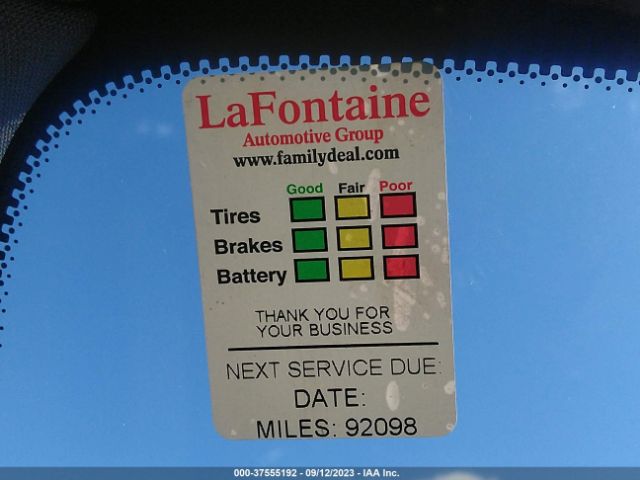 LaFontaine
Automotive Group
www.familydeal.com
Good Fair Poor
Tires
Brakes
Battery
THANK YOU FOR
YOUR BUSINESS
NEXT SERVICE DUE:
DATE:
MILES: 92098
000-37555192 - 09/12/2023 - IAA Inc.